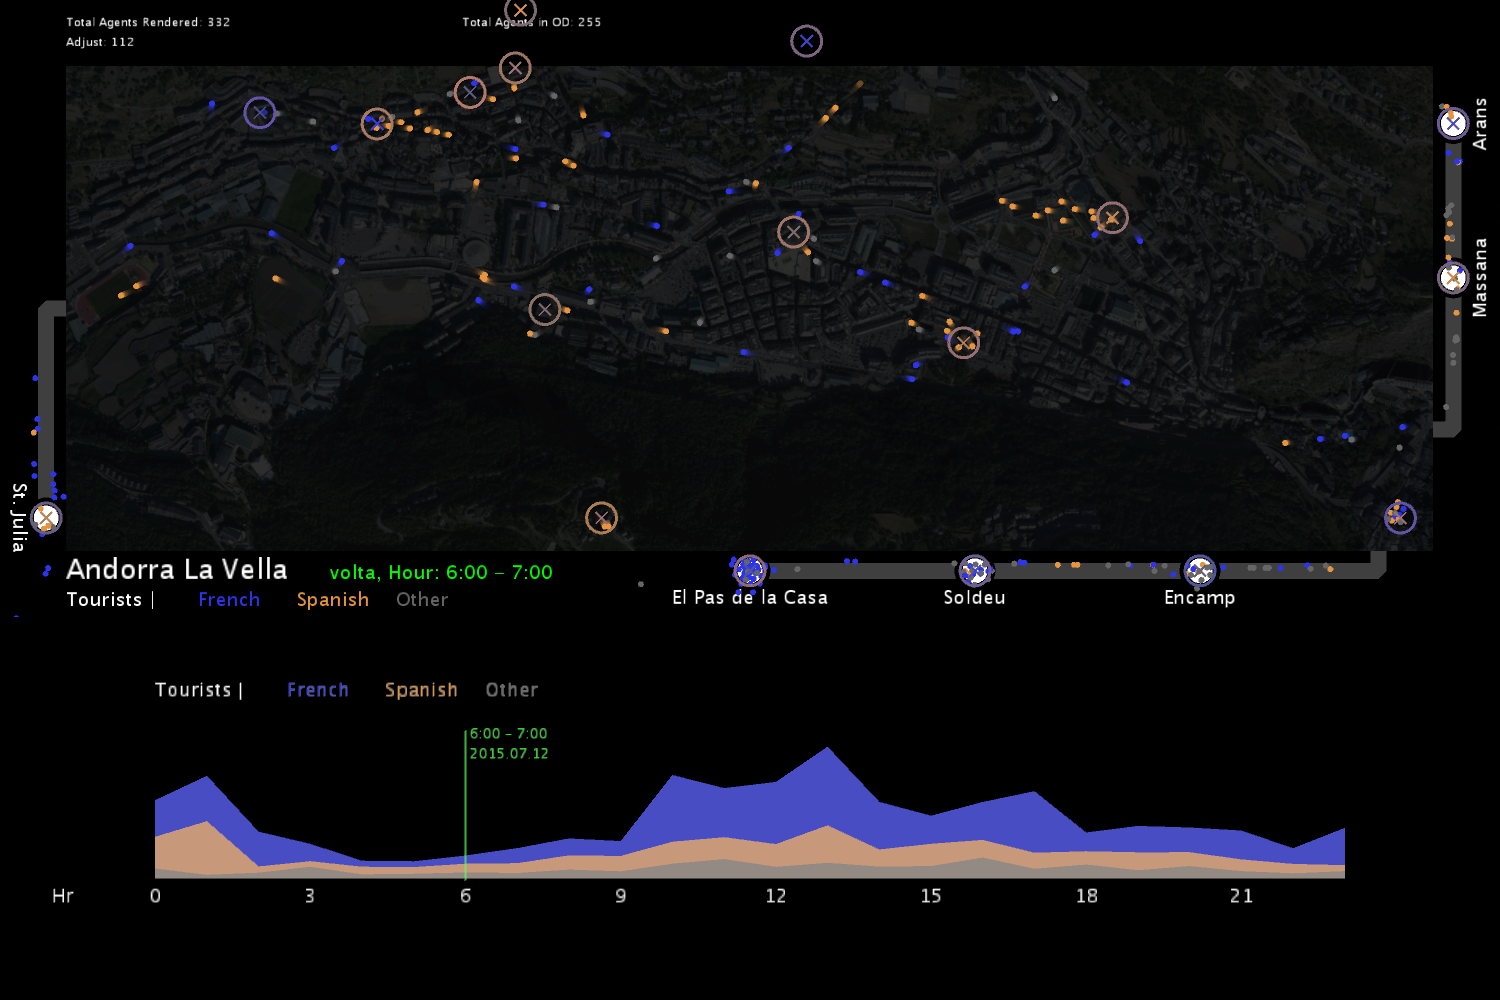 Total Agents Rendered: 332
Total Agents in OD: 255
Adjust: 112
Arans
Massana
St. Julia
Andorra La Vella
volta, Hour: 6:00 – 7:00
Tourists | French Spanish Other
El Pas de la Casa
Soldeu
Encamp
Tourists | French Spanish Other
6:00 – 7:00
2015.07.12
Hr 0 3 6 9 12 15 18 21